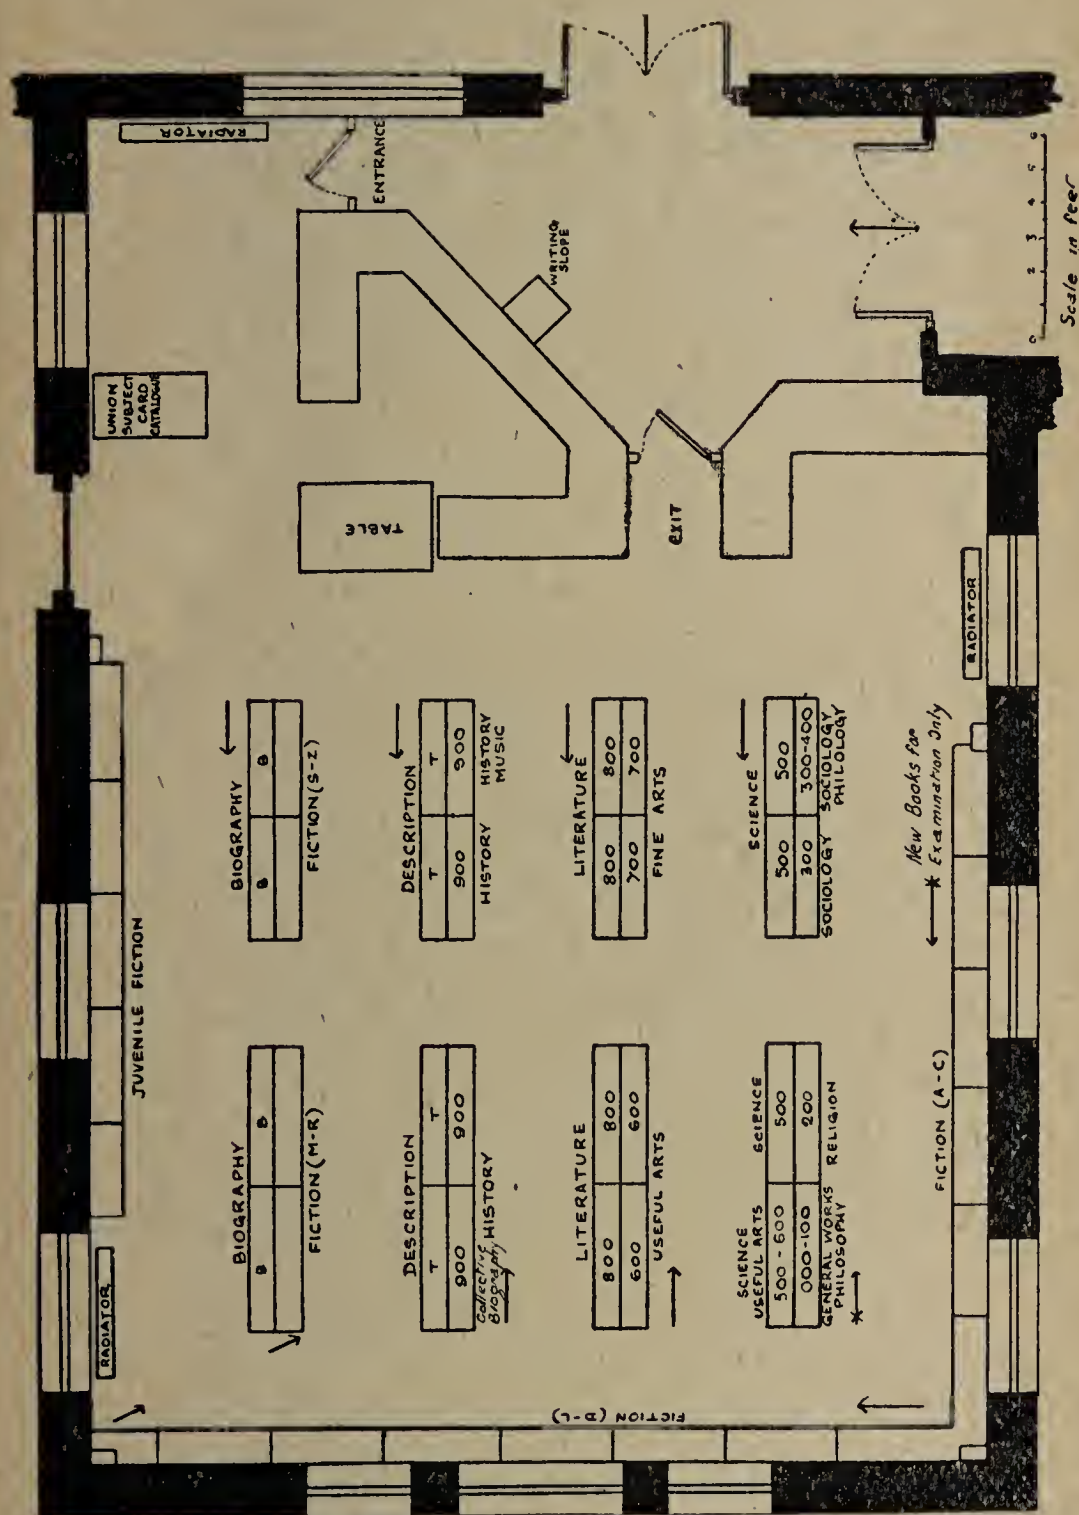 RADIATOR
ENTRANCE
WRITING
SLOPE
UNION
SUBJECT
CARD
CATALOGUE
TABLE
EXIT
0 1 2 3 4 5 6
Scale in Feet
RADIATOR
JUVENILE FICTION
RADIATOR
BIOGRAPHY
B B
FICTION (M-R)
BIOGRAPHY
B B
FICTION (S-Z)
DESCRIPTION
T T
900 900
Collective
Biography HISTORY
DESCRIPTION
T T
900 900
HISTORY HISTORY
MUSIC
LITERATURE
800 800
600 600
USEFUL ARTS
LITERATURE
800 800
700 700
FINE ARTS
SCIENCE
USEFUL ARTS SCIENCE
500-600 500
000-100 200
GENERAL WORKS RELIGION
PHILOSOPHY
*
SCIENCE
500 500
300 300-400
SOCIOLOGY SOCIOLOGY
PHILOLOGY
New Books for
* Examination Only
FICTION (A-C)
FICTION (D-L)